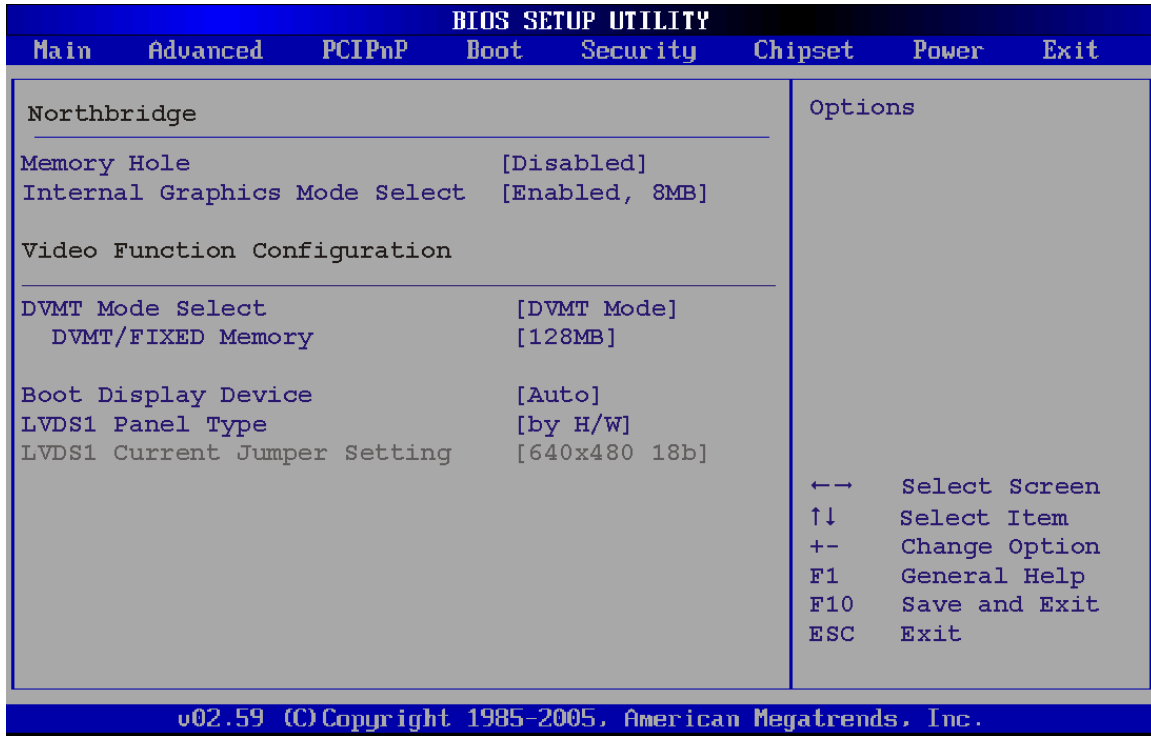 BIOS SETUP UTILITY
Main Advanced PCIPnP Boot Security Chipset Power Exit
Northbridge
Memory Hole [Disabled]
Internal Graphics Mode Select [Enabled, 8MB]
Video Function Configuration
DVMT Mode Select [DVMT Mode]
DVMT/FIXED Memory [128MB]
Boot Display Device [Auto]
LVDS1 Panel Type [by H/W]
LVDS1 Current Jumper Setting [640x480 18b]
Options
←→ Select Screen
↑↓ Select Item
+- Change Option
F1 General Help
F10 Save and Exit
ESC Exit
v02.59 (C)Copyright 1985-2005, American Megatrends, Inc.